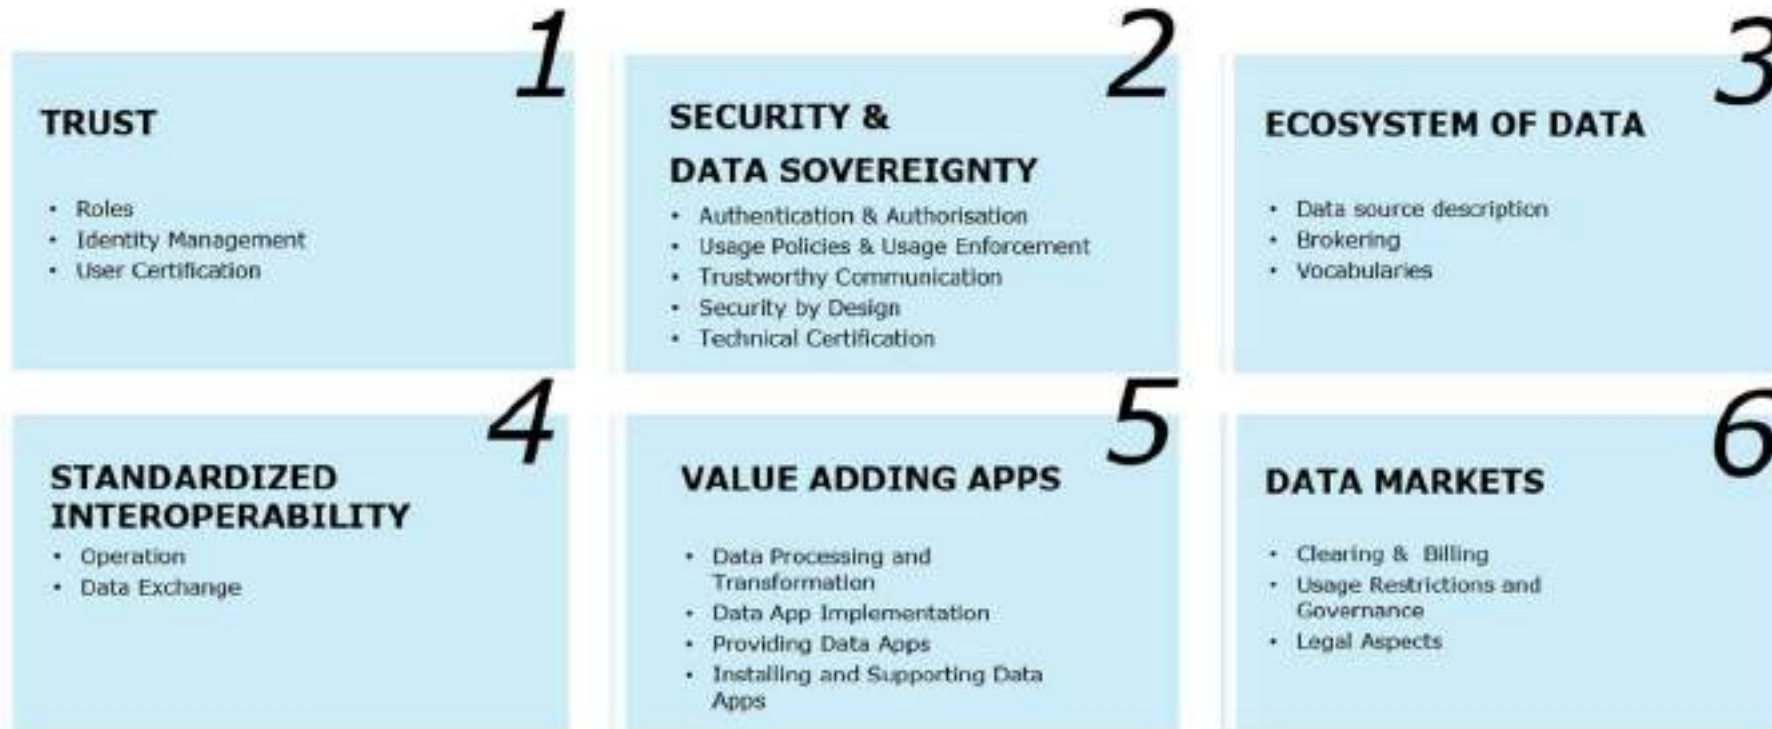 1
TRUST
• Roles
• Identity Management
• User Certification
2
SECURITY &
DATA SOVEREIGNTY
• Authentication & Authorisation
• Usage Policies & Usage Enforcement
• Trustworthy Communication
• Security by Design
• Technical Certification
3
ECOSYSTEM OF DATA
• Data source description
• Brokering
• Vocabularies
4
STANDARDIZED
INTEROPERABILITY
• Operation
• Data Exchange
5
VALUE ADDING APPS
• Data Processing and
Transformation
• Data App Implementation
• Providing Data Apps
• Installing and Supporting Data
Apps
6
DATA MARKETS
• Clearing & Billing
• Usage Restrictions and
Governance
• Legal Aspects